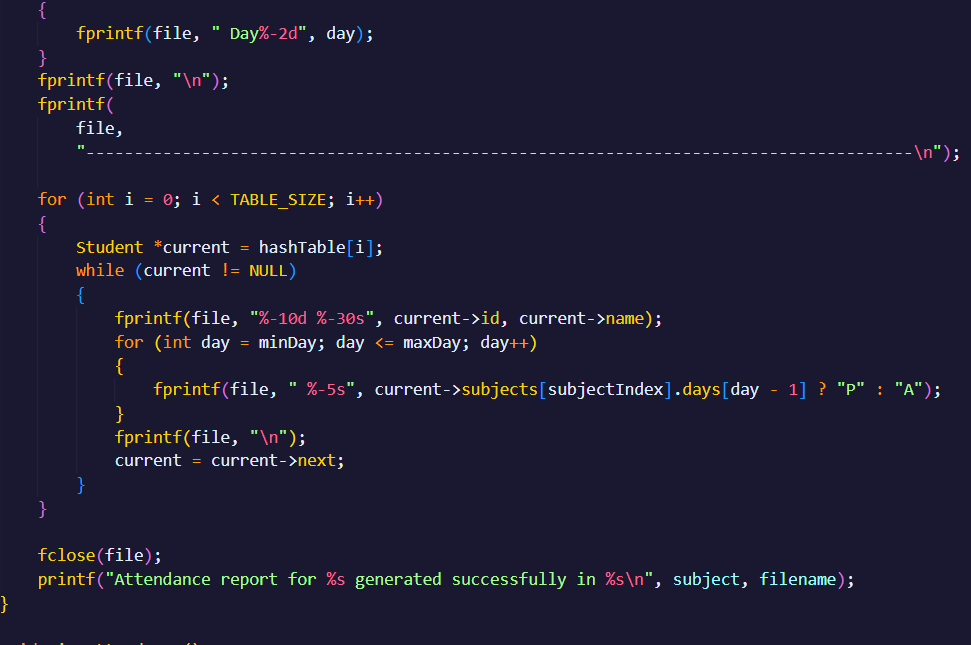 {
fprintf(file, " Day%-2d", day);
}
fprintf(file, "\n");
fprintf(
file,
"--------------------------------------------------------------------------------------\n");
for (int i = 0; i < TABLE_SIZE; i++)
{
Student *current = hashTable[i];
while (current != NULL)
{
fprintf(file, "%-10d %-30s", current->id, current->name);
for (int day = minDay; day <= maxDay; day++)
{
fprintf(file, " %-5s", current->subjects[subjectIndex].days[day - 1] ? "P" : "A");
}
fprintf(file, "\n");
current = current->next;
}
}
fclose(file);
printf("Attendance report for %s generated successfully in %s\n", subject, filename);
}